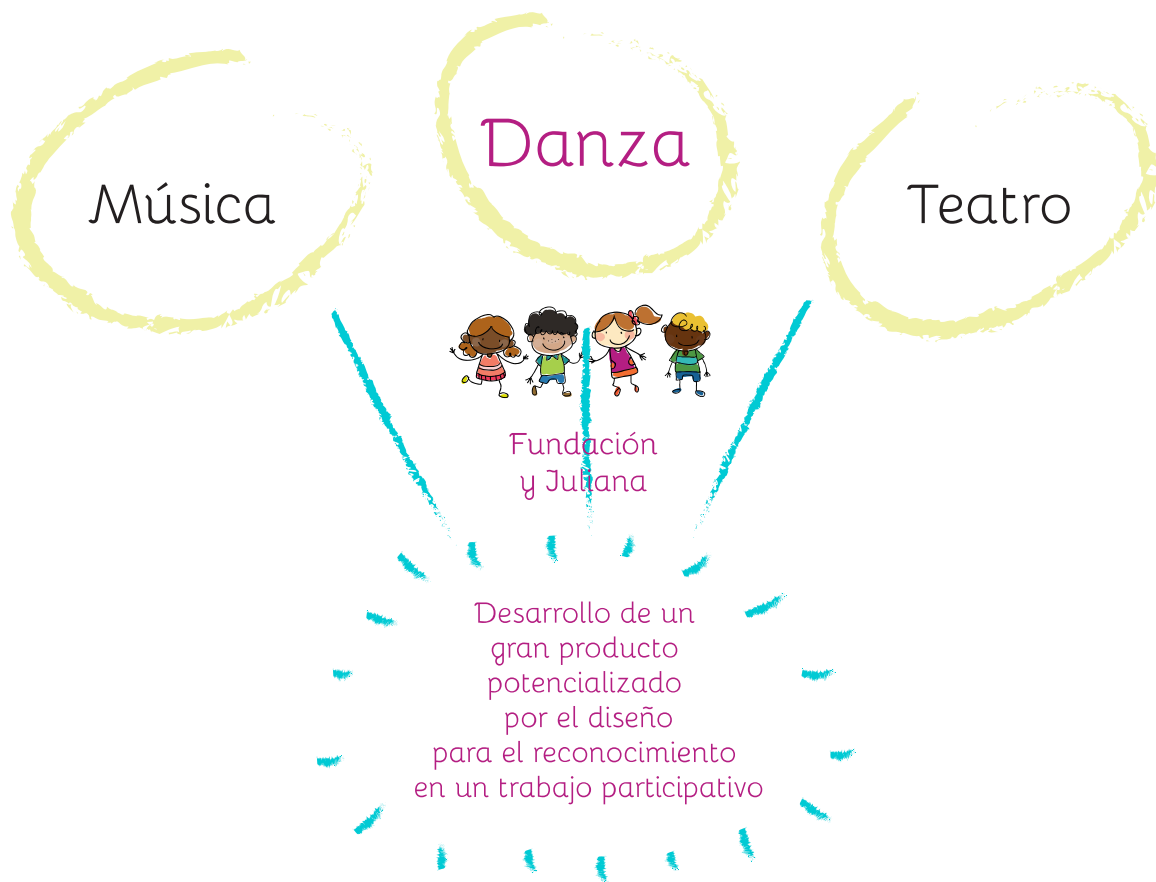 Música
Danza
Teatro
Fundación
y Juliana
Desarrollo de un
gran producto
potencializado
por el diseño
para el reconocimiento
en un trabajo participativo